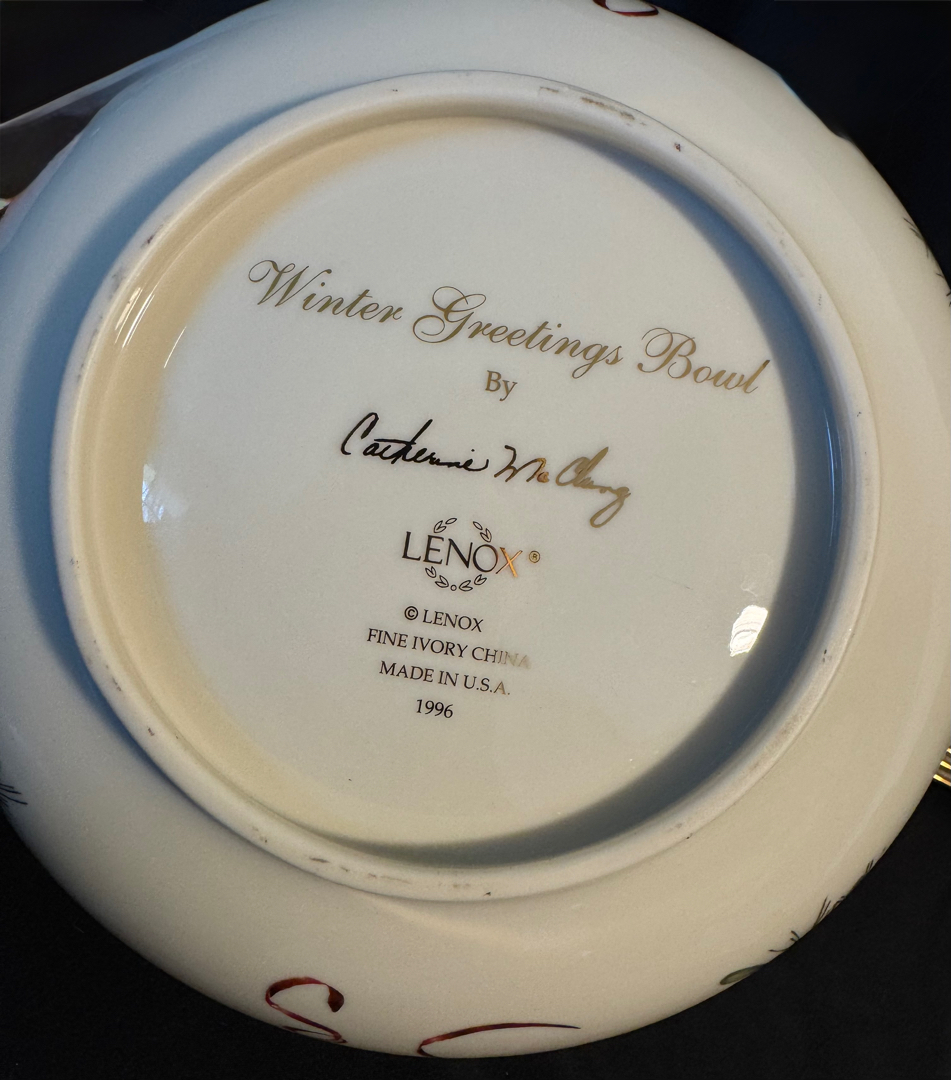 Winter Greetings Bowl
By
Catherine McClung
LENOX®
© LENOX
FINE IVORY CHINA
MADE IN U.S.A.
1996